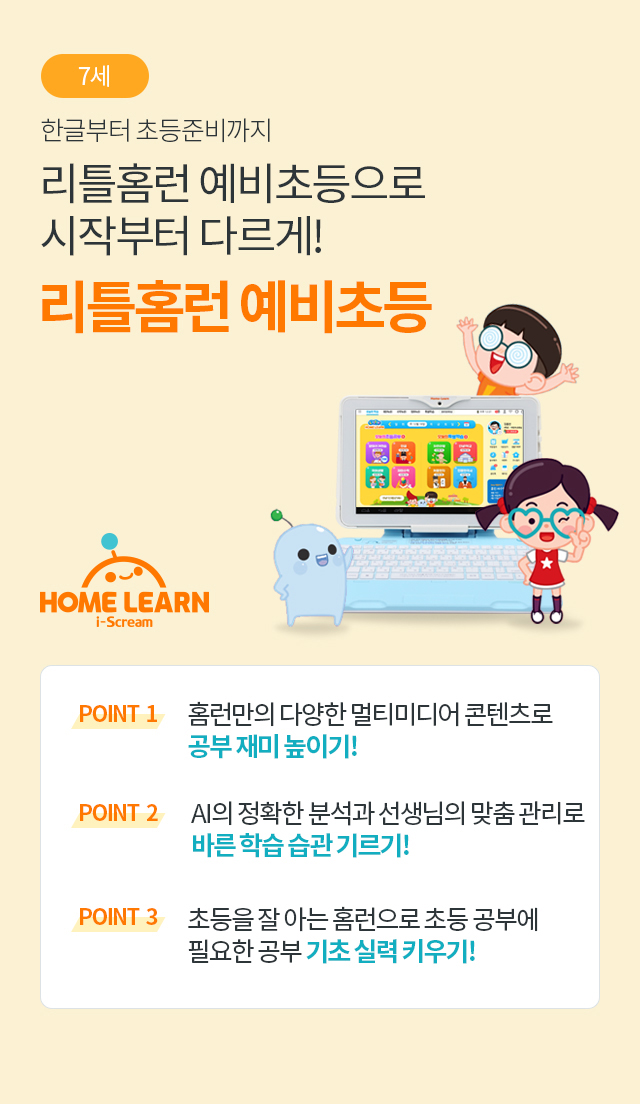 7세
한글부터 초등준비까지
리틀홈런 예비초등으로
시작부터 다르게!
리틀홈런 예비초등
HOME LEARN
i-Scream
POINT 1
홈런만의 다양한 멀티미디어 콘텐츠로
공부 재미 높이기!
POINT 2
AI의 정확한 분석과 선생님의 맞춤 관리로
바른 학습 습관 기르기!
POINT 3
초등을 잘 아는 홈런으로 초등 공부에
필요한 공부 기초 실력 키우기!